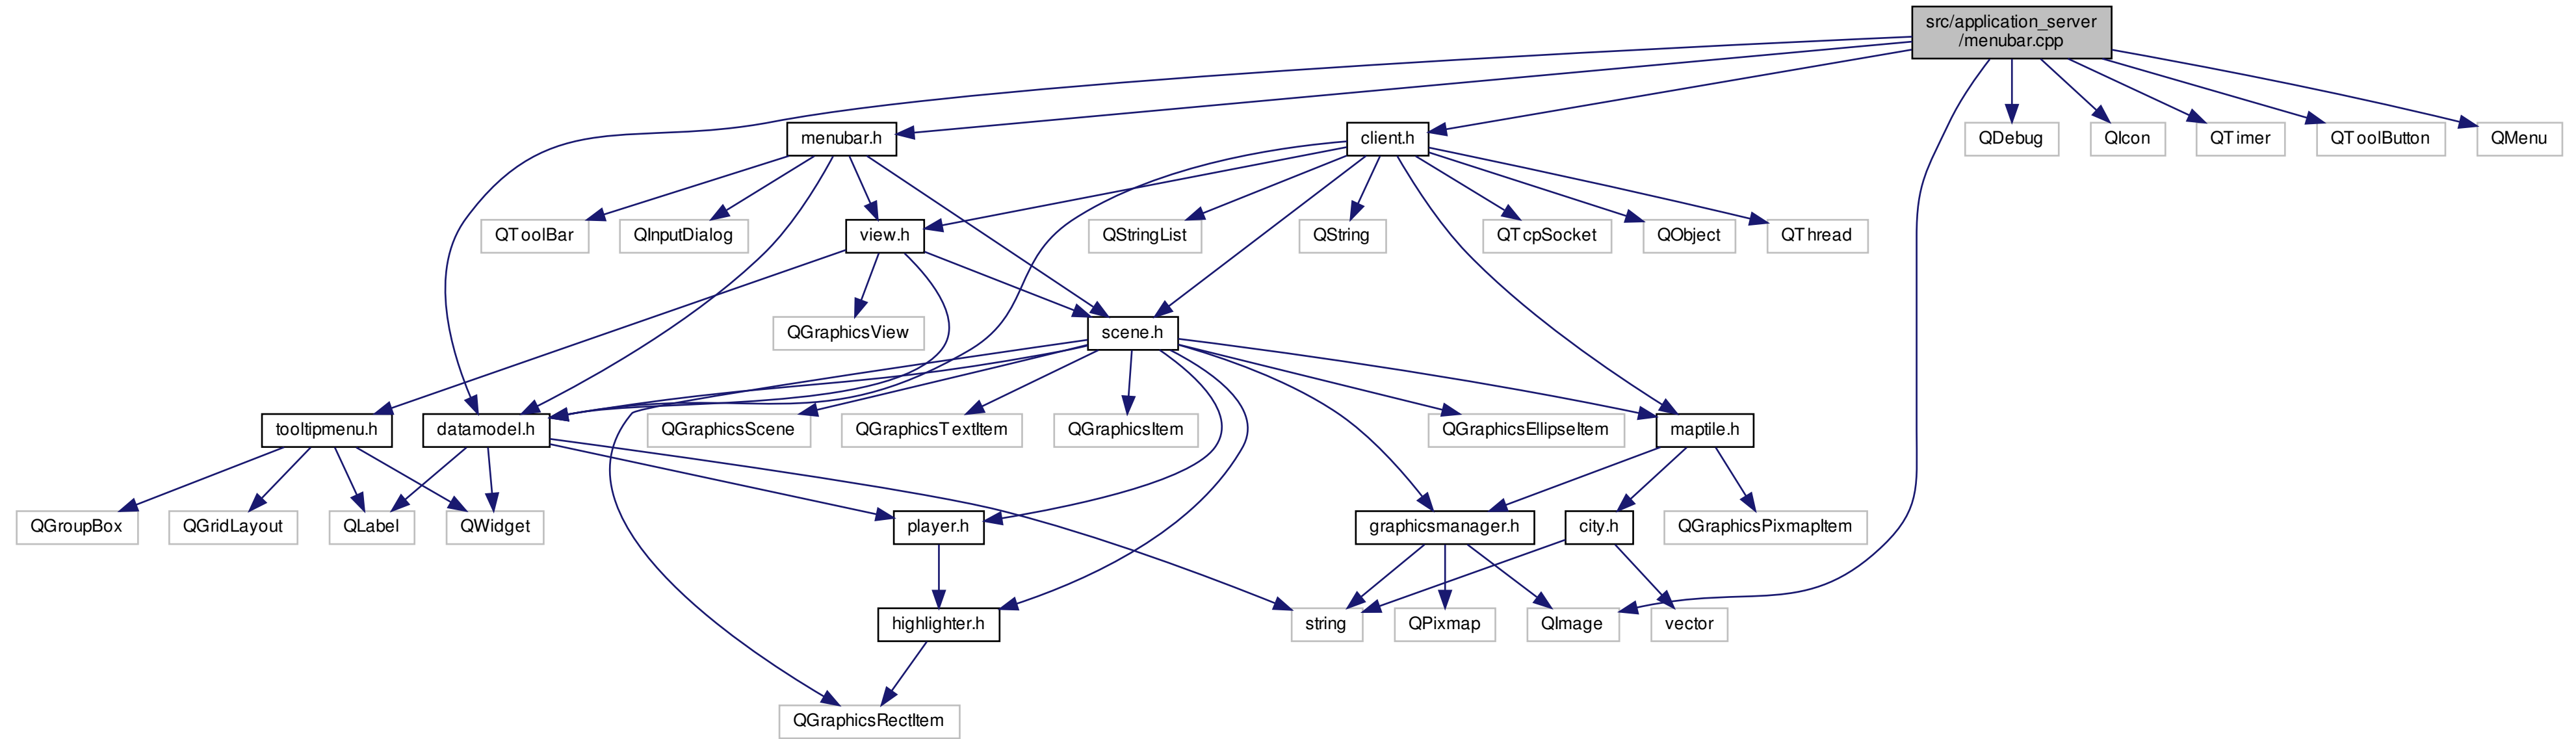 src/application_server
/menubar.cpp
menubar.h
client.h
QDebug
QIcon
QTimer
QToolButton
QMenu
QToolBar
QInputDialog
view.h
QStringList
QString
QTcpSocket
QObject
QThread
QGraphicsView
scene.h
tooltipmenu.h
datamodel.h
QGraphicsScene
QGraphicsTextItem
QGraphicsItem
QGraphicsEllipseItem
maptile.h
QGroupBox
QGridLayout
QLabel
QWidget
player.h
graphicsmanager.h
city.h
QGraphicsPixmapItem
highlighter.h
string
QPixmap
QImage
vector
QGraphicsRectItem